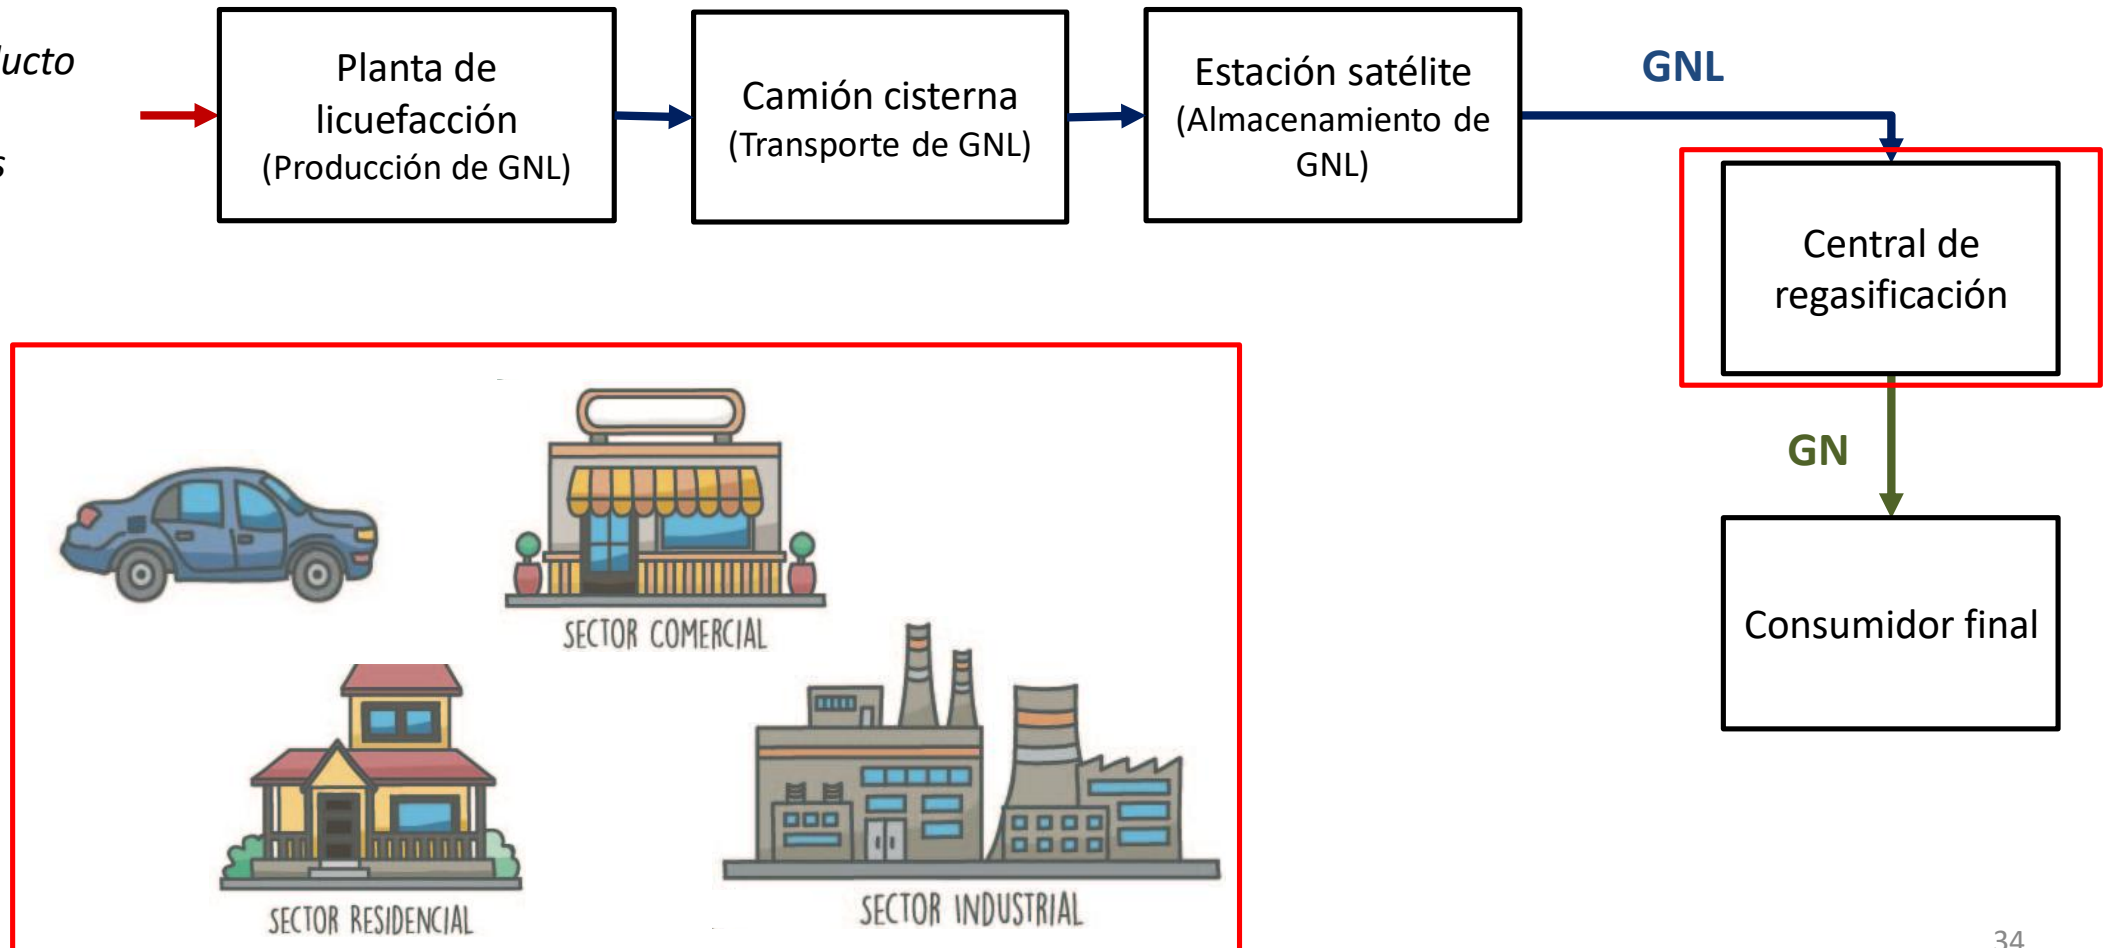 Planta de
licuefacción
(Producción de GNL)
Camión cisterna
(Transporte de GNL)
Estación satélite
(Almacenamiento de
GNL)
GNL
Central de
regasificación
GN
Consumidor final
SECTOR COMERCIAL
SECTOR RESIDENCIAL
SECTOR INDUSTRIAL
34